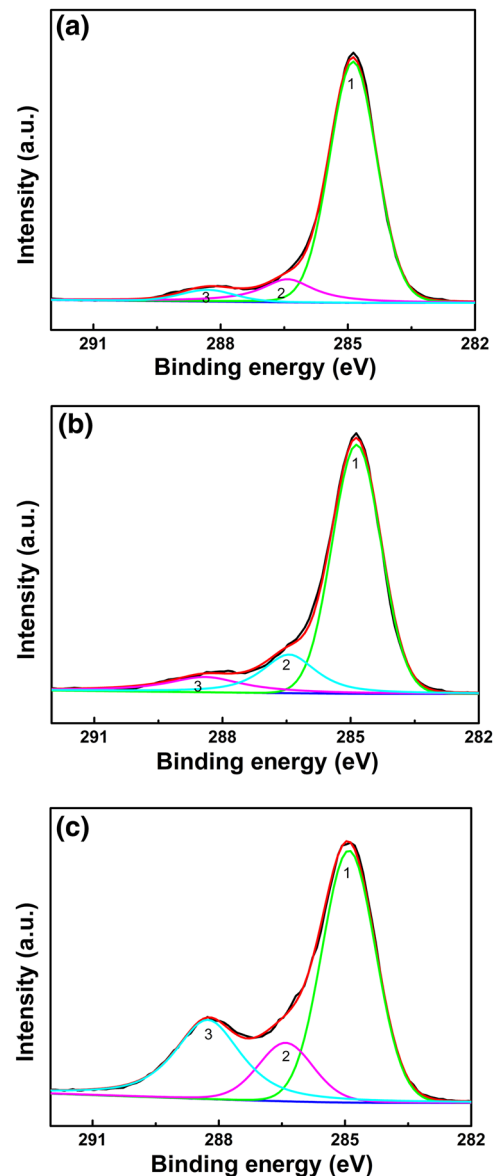 (a)
1
2
3
Intensity (a.u.)
291 288 285 282
Binding energy (eV)
(b)
1
2
3
Intensity (a.u.)
291 288 285 282
Binding energy (eV)
(c)
1
3
2
Intensity (a.u.)
291 288 285 282
Binding energy (eV)